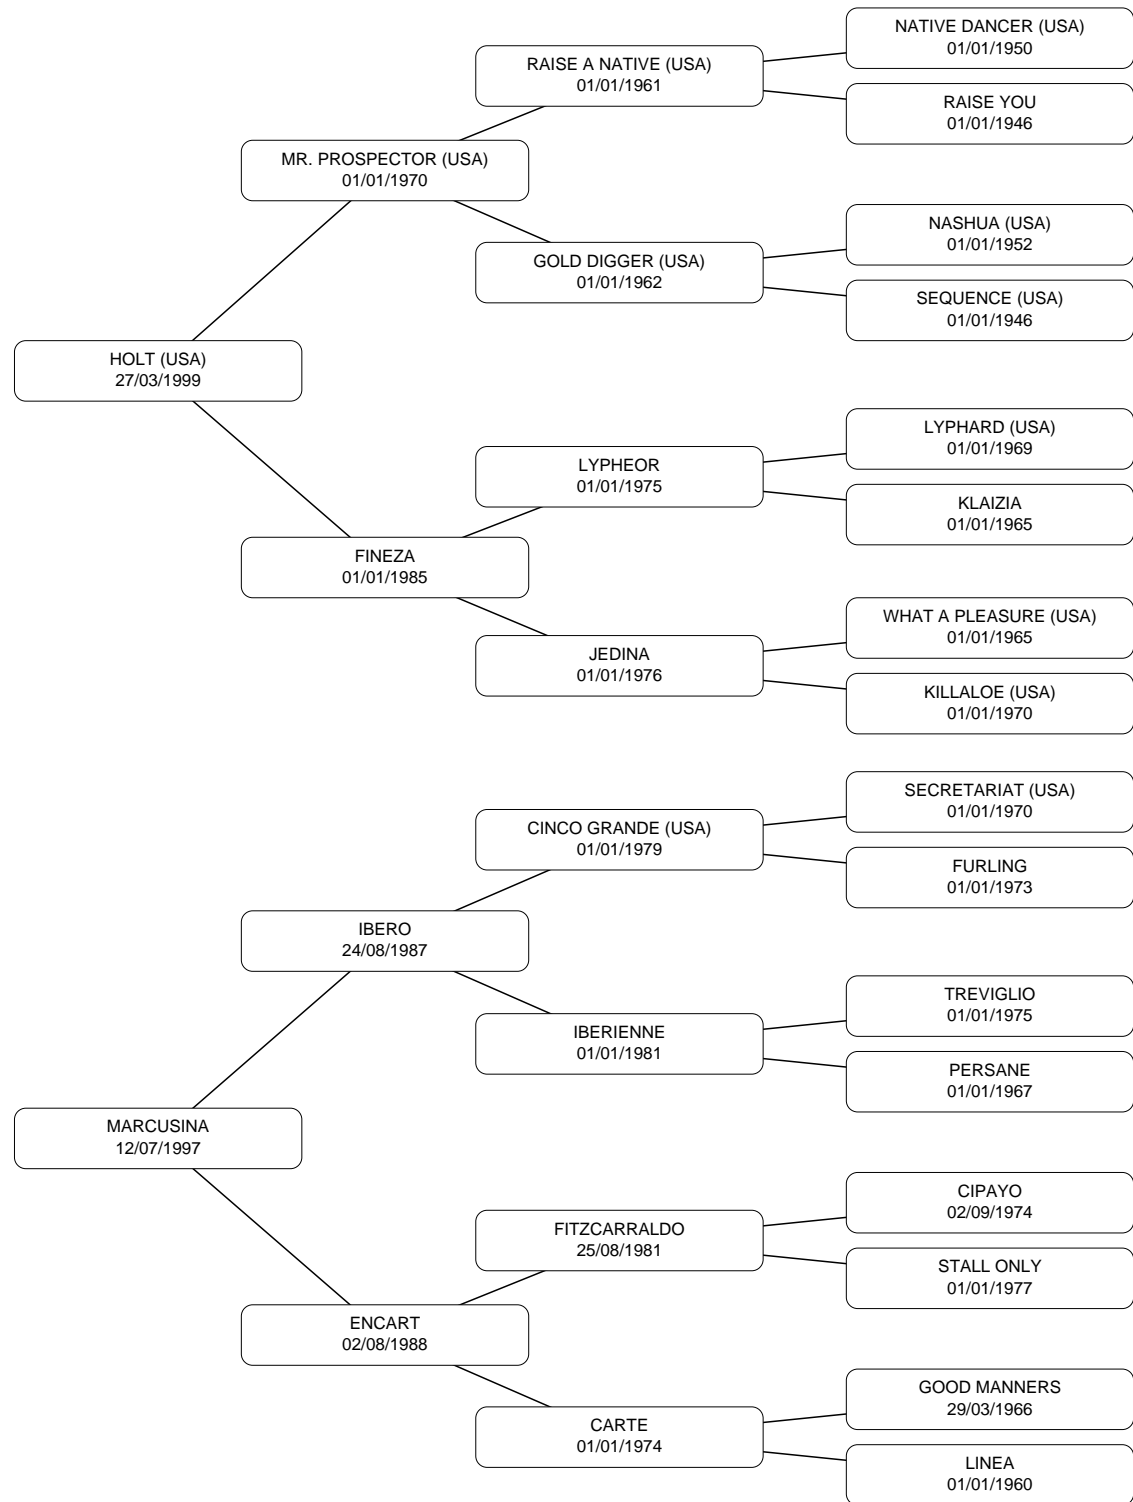 NATIVE DANCER (USA)
01/01/1950
RAISE A NATIVE (USA)
01/01/1961
RAISE YOU
01/01/1946
MR. PROSPECTOR (USA)
01/01/1970
NASHUA (USA)
01/01/1952
GOLD DIGGER (USA)
01/01/1962
SEQUENCE (USA)
01/01/1946
HOLT (USA)
27/03/1999
LYPHARD (USA)
01/01/1969
LYPHEOR
01/01/1975
KLAIZIA
01/01/1965
FINEZA
01/01/1985
WHAT A PLEASURE (USA)
01/01/1965
JEDINA
01/01/1976
KILLALOE (USA)
01/01/1970
SECRETARIAT (USA)
01/01/1970
CINCO GRANDE (USA)
01/01/1979
FURLING
01/01/1973
IBERO
24/08/1987
TREVIGLIO
01/01/1975
IBERIENNE
01/01/1981
PERSANE
01/01/1967
MARCUSINA
12/07/1997
CIPAYO
02/09/1974
FITZCARRALDO
25/08/1981
STALL ONLY
01/01/1977
ENCART
02/08/1988
GOOD MANNERS
29/03/1966
CARTE
01/01/1974
LINEA
01/01/1960